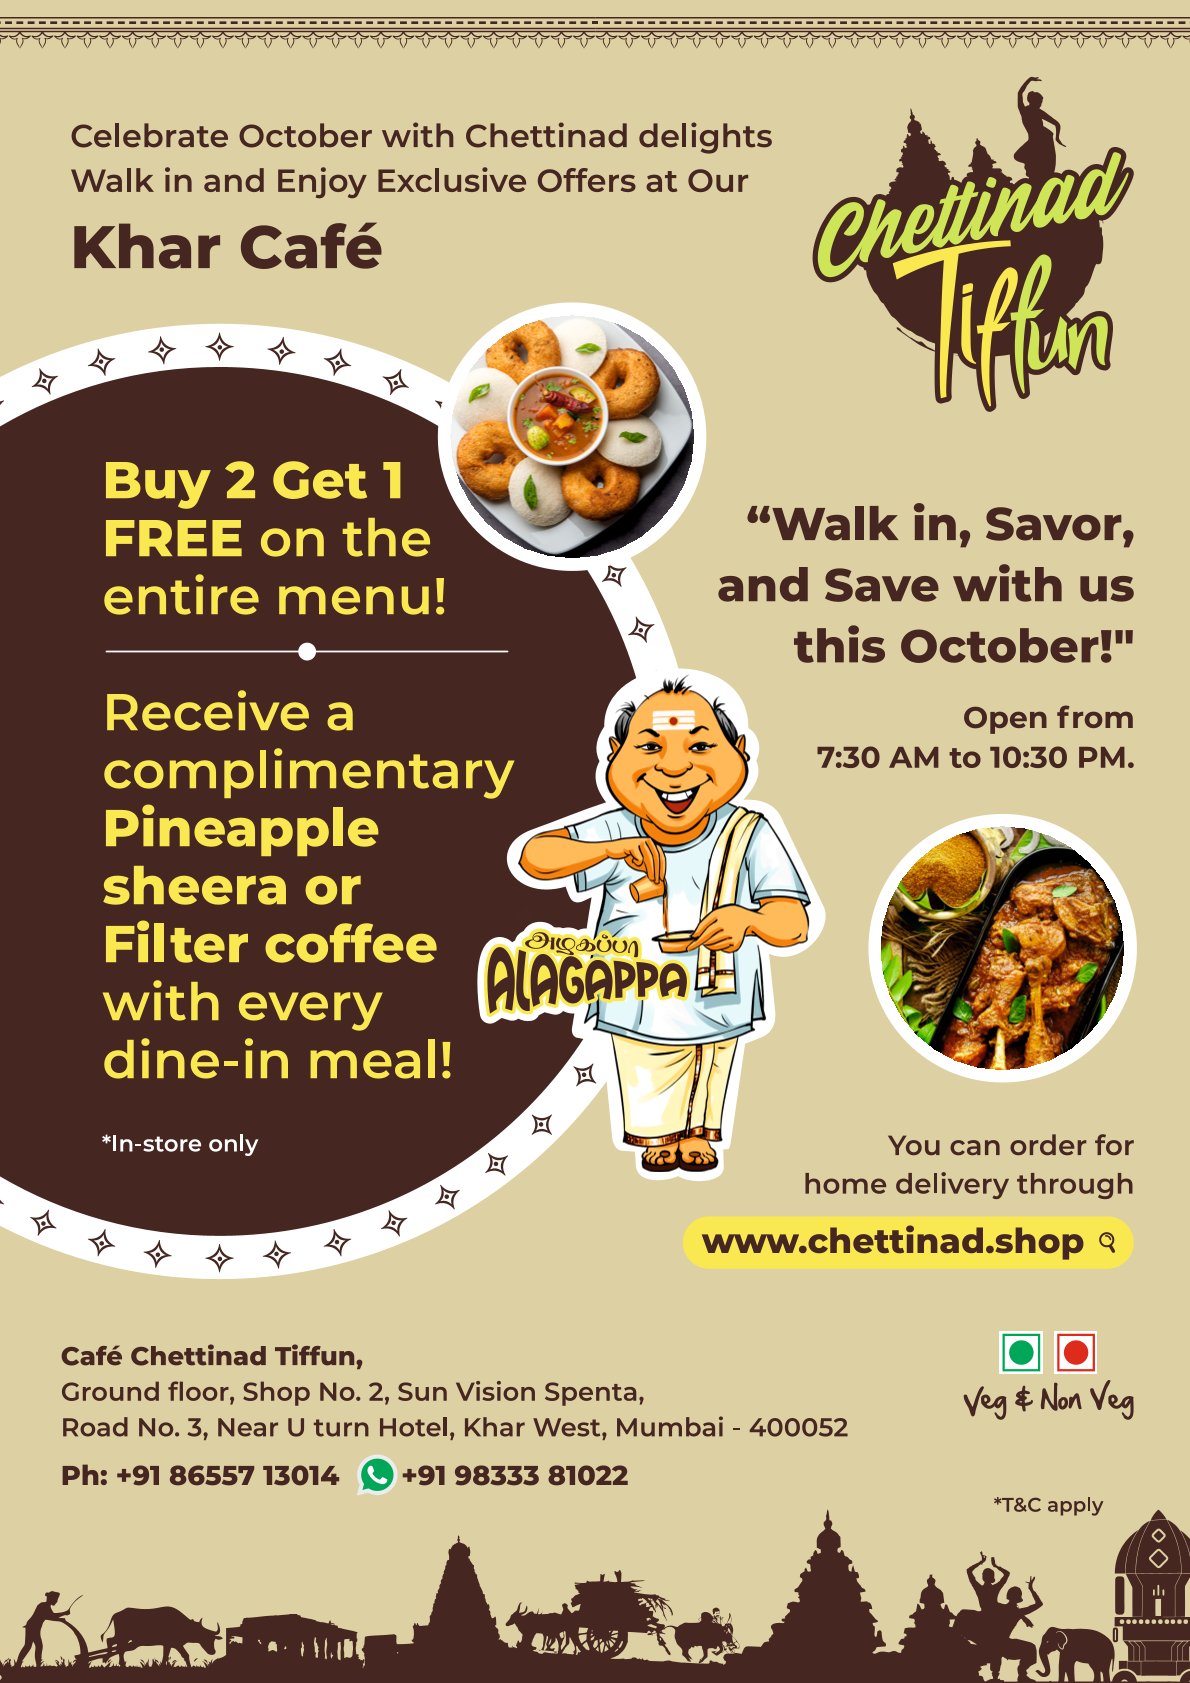 Celebrate October with Chettinad delights
Walk in and Enjoy Exclusive Offers at Our
Khar Café
Chettinad
Tiffun
Buy 2 Get 1
FREE on the
entire menu!
Receive a
complimentary
Pineapple
sheera or
Filter coffee
with every
dine-in meal!
*In-store only
“Walk in, Savor,
and Save with us
this October!"
Open from
7:30 AM to 10:30 PM.
அழகப்பா
ALAGAPPA
You can order for
home delivery through
www.chettinad.shop
Café Chettinad Tiffun,
Ground floor, Shop No. 2, Sun Vision Spenta,
Road No. 3, Near U turn Hotel, Khar West, Mumbai - 400052
Ph: +91 86557 13014 +91 98333 81022
Veg & Non Veg
*T&C apply